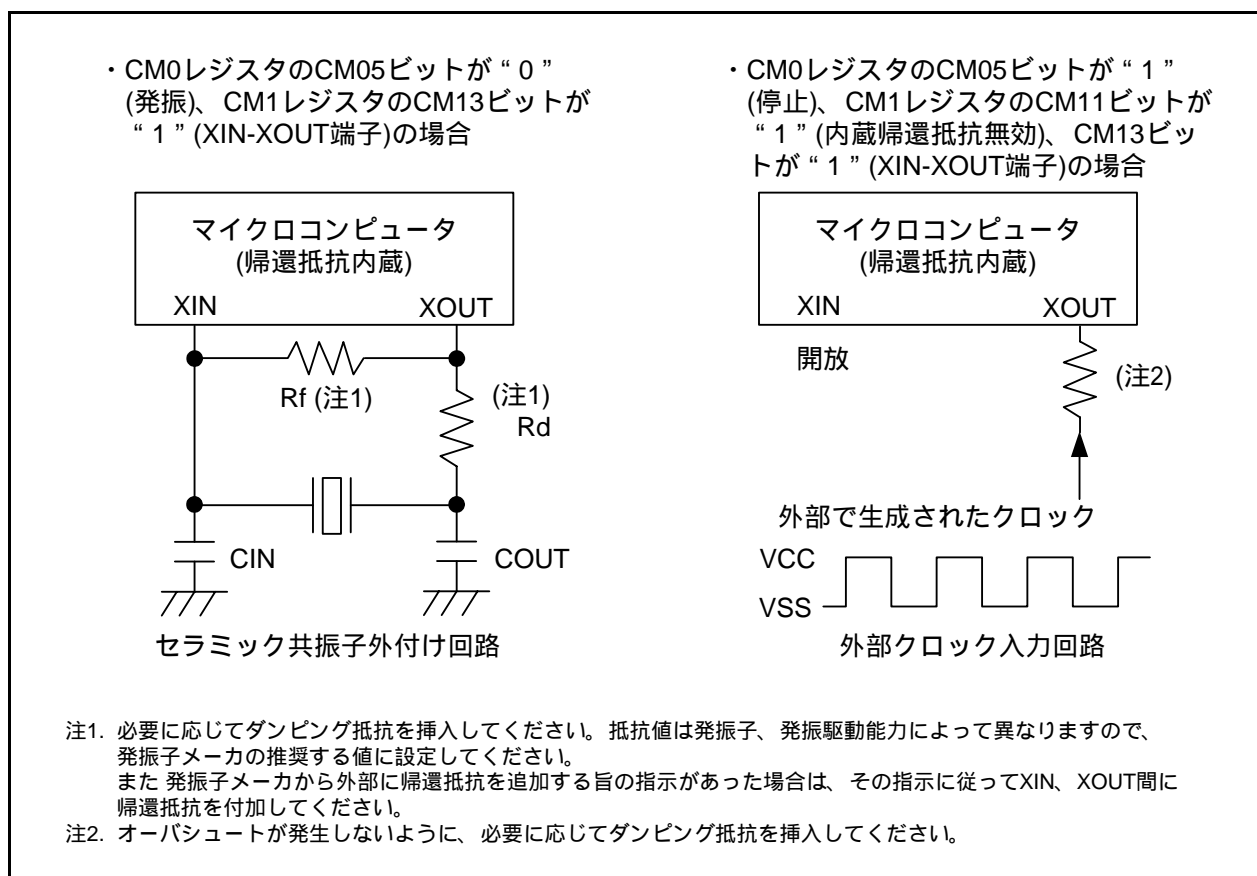 ・CM0レジスタのCM05ビットが“0”
(発振)、CM1レジスタのCM13ビットが
“1”(XIN-XOUT端子)の場合
マイクロコンピュータ
(帰還抵抗内蔵)
XIN
XOUT
Rf (注1)
(注1)
Rd
CIN
COUT
セラミック共振子外付け回路
・CM0レジスタのCM05ビットが“1”
(停止)、CM1レジスタのCM11ビットが
“1”(内蔵帰還抵抗無効)、CM13ビッ
トが“1”(XIN-XOUT端子)の場合
マイクロコンピュータ
(帰還抵抗内蔵)
XIN
XOUT
開放
(注2)
外部で生成されたクロック
VCC
VSS
外部クロック入力回路
注1. 必要に応じてダンピング抵抗を挿入してください。抵抗値は発振子、発振駆動能力によって異なりますので、
発振子メーカの推奨する値に設定してください。
また 発振子メーカから外部に帰還抵抗を追加する旨の指示があった場合は、その指示に従ってXIN、XOUT間に
帰還抵抗を付加してください。
注2. オーバシュートが発生しないように、必要に応じてダンピング抵抗を挿入してください。